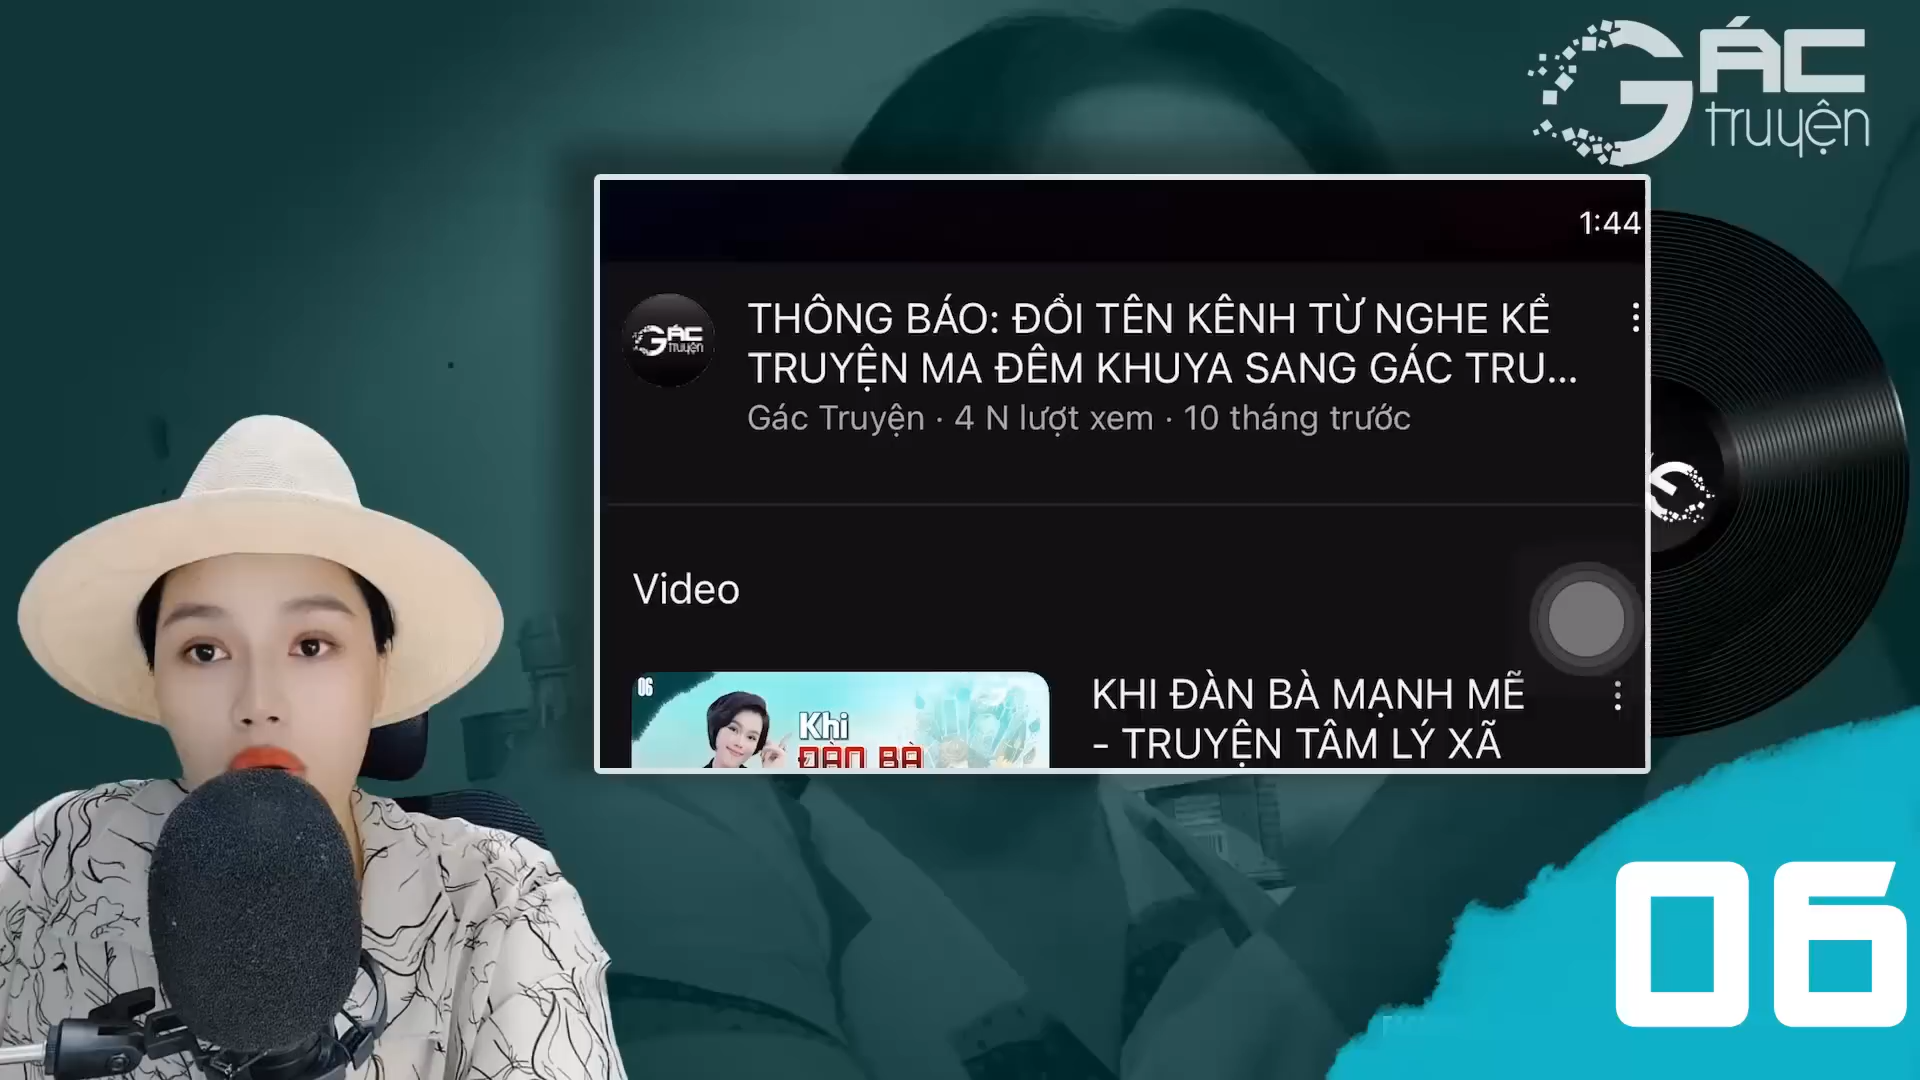 GÁC
truyện
1:44
GÁC
truyện
THÔNG BÁO: ĐỔI TÊN KÊNH TỪ NGHE KỂ
TRUYỆN MA ĐÊM KHUYA SANG GÁC TRU...
Gác Truyện · 4 N lượt xem · 10 tháng trước
Video
06
Khi
ĐÀN BÀ
KHI ĐÀN BÀ MẠNH MẼ
- TRUYỆN TÂM LÝ XÃ
06